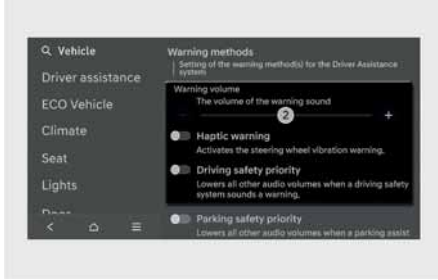 Vehicle
Driver assistance
ECO Vehicle
Climate
Seat
Lights
Warning methods
Setting of the warning method(s) for the Driver Assistance
system
Warning volume
The volume of the warning sound
- 2 +
Haptic warning
Activates the steering wheel vibration warning.
Driving safety priority
Lowers all other audio volumes when a driving safety
system sounds a warning,
Parking safety priority
Lowers all other audio volumes when a parking assist